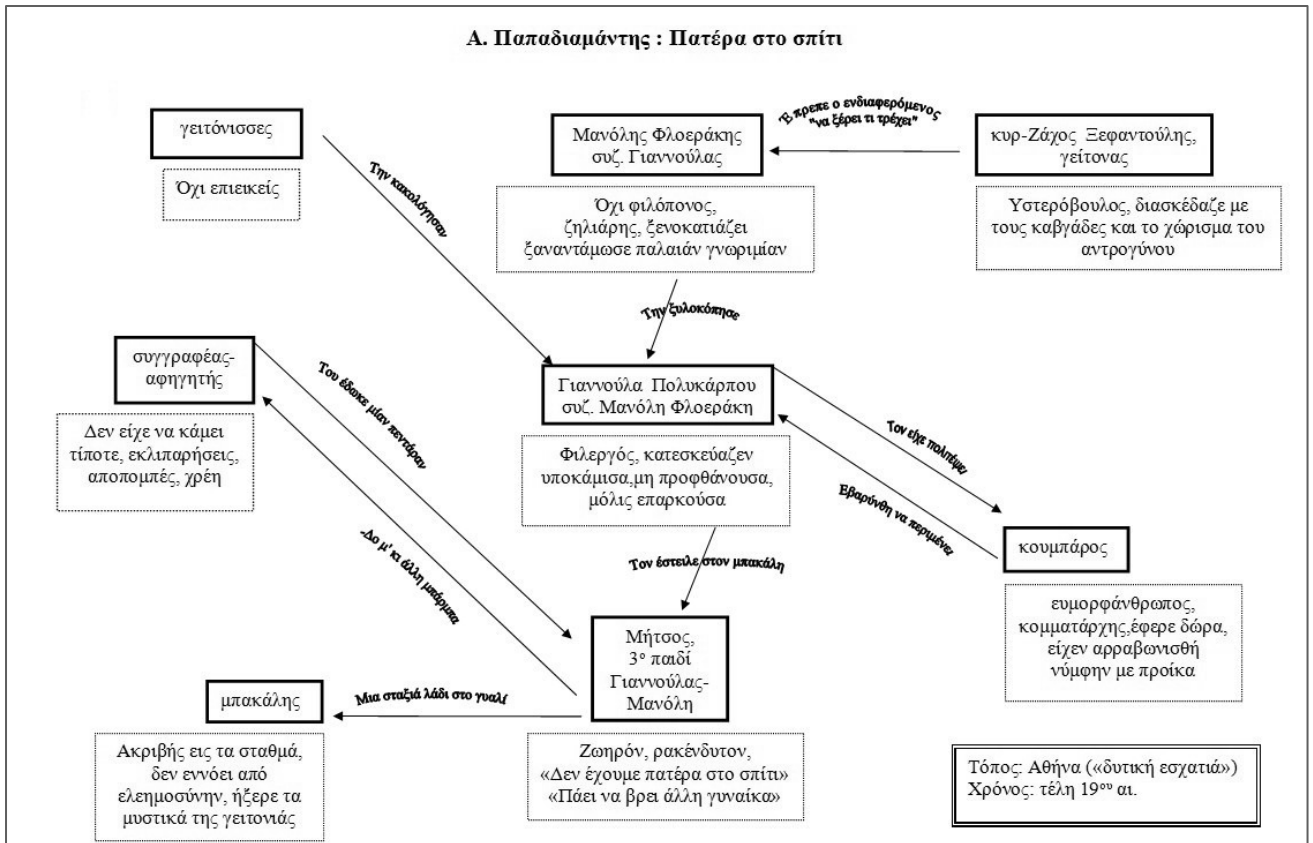 Α. Παπαδιαμάντης : Πατέρα στο σπίτι
γειτόνισσες
Όχι επιεικείς
Την κακολόγησαν
Μανόλης Φλοεράκης
συζ. Γιαννούλας
Όχι φιλόπονος,
ζηλιάρης, ξενοκατιάζει
ξαναντάμωσε παλαιάν γνωριμίαν
Έπρεπε ο ενδιαφερόμενος
"να ξέρει τι τρέχει"
κυρ-Ζάχος Ξεφαντούλης,
γείτονας
Υστερόβουλος, διασκέδαζε με
τους καβγάδες και το χώρισμα του
αντρογύνου
Την ξυλοκόπησε
συγγραφέας-
αφηγητής
Δεν είχε να κάμει
τίποτε, εκλιπαρήσεις,
αποπομπές, χρέη
Του έδωκε μίαν πεντάραν
-Δο μ' κι άλλη μπάρμπα
Γιαννούλα Πολυκάρπου
συζ. Μανόλη Φλοεράκη
Φιλεργός, κατεσκεύαζεν
υποκάμισα,μη προφθάνουσα,
μόλις επαρκούσα
Τον είχε πολιτέψει
Εβαρύνθη να περιμένει
κουμπάρος
ευμορφάνθρωπος,
κομματάρχης,έφερε δώρα,
είχεν αρραβωνισθή
νύμφην με προίκα
Τον έστειλε στον μπακάλη
Μήτσος,
3ο παιδί
Γιαννούλας-
Μανόλη
Ζωηρόν, ρακένδυτον,
«Δεν έχουμε πατέρα στο σπίτι»
«Πάει να βρει άλλη γυναίκα»
Μια σταξιά λάδι στο γυαλί
μπακάλης
Ακριβής εις τα σταθμά,
δεν εννόει από
ελεημοσύνην, ήξερε τα
μυστικά της γειτονιάς
Τόπος: Αθήνα («δυτική εσχατιά»)
Χρόνος: τέλη 19ου αι.